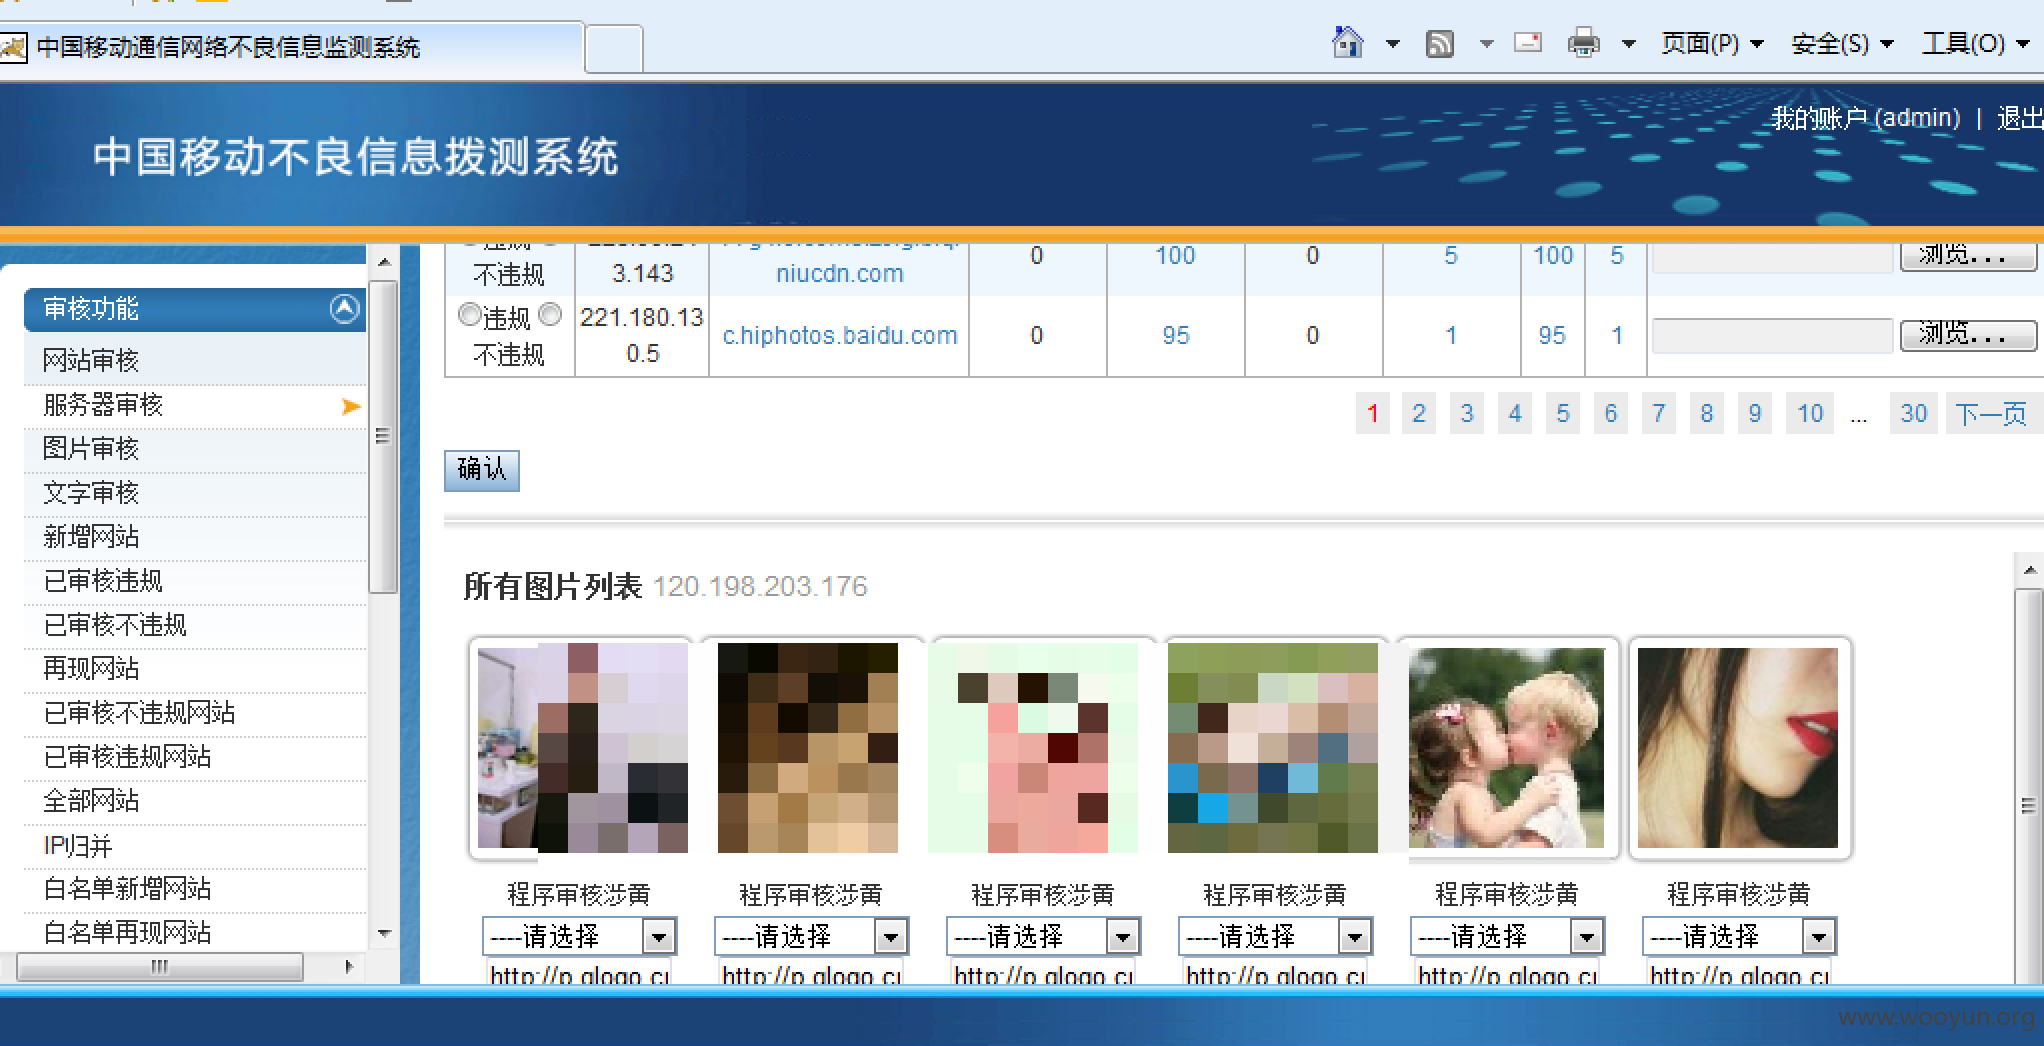 中国移动通信网络不良信息监测系统
页面(P) 安全(S) 工具(O)
我的账户 (admin) | 退出
中国移动不良信息拨测系统
审核功能
网站审核
服务器审核
图片审核
文字审核
新增网站
已审核违规
已审核不违规
再现网站
已审核不违规网站
已审核违规网站
全部网站
IP归并
白名单新增网站
白名单再现网站
不违规 3.143 niucdn.com 0 100 0 5 100 5 浏览...
违规 不违规 221.180.130.5 c.hiphotos.baidu.com 0 95 0 1 95 1 浏览...
1 2 3 4 5 6 7 8 9 10 ... 30 下一页
确认
所有图片列表 120.198.203.176
程序审核涉黄 程序审核涉黄 程序审核涉黄 程序审核涉黄 程序审核涉黄 程序审核涉黄
----请选择 ----请选择 ----请选择 ----请选择 ----请选择 ----请选择
http://p.qlogo.c http://p.qlogo.c http://p.qlogo.c http://p.qlogo.c http://p.qlogo.c http://p.qlogo.c
www.wooyun.org